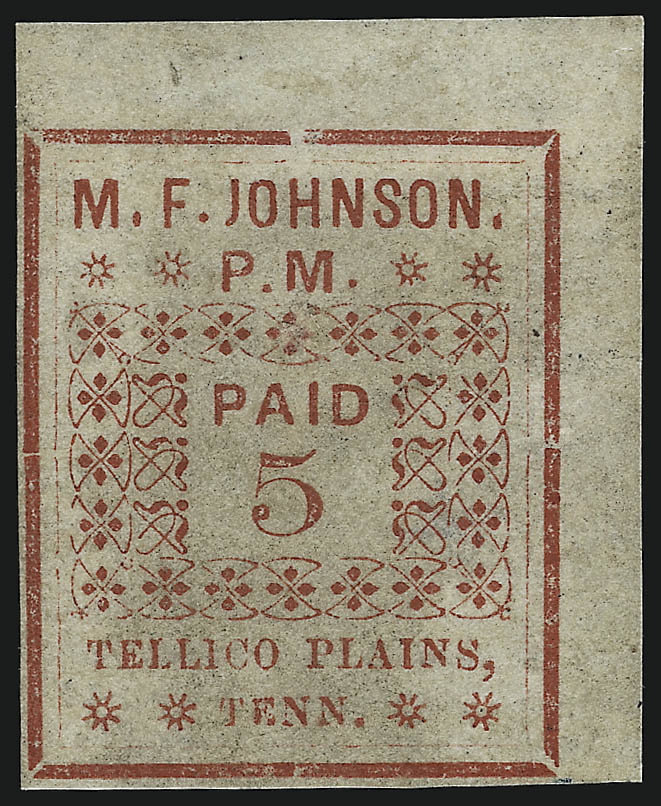 M. F. JOHNSON.
P. M.
PAID
5
TELLICO PLAINS,
TENN.